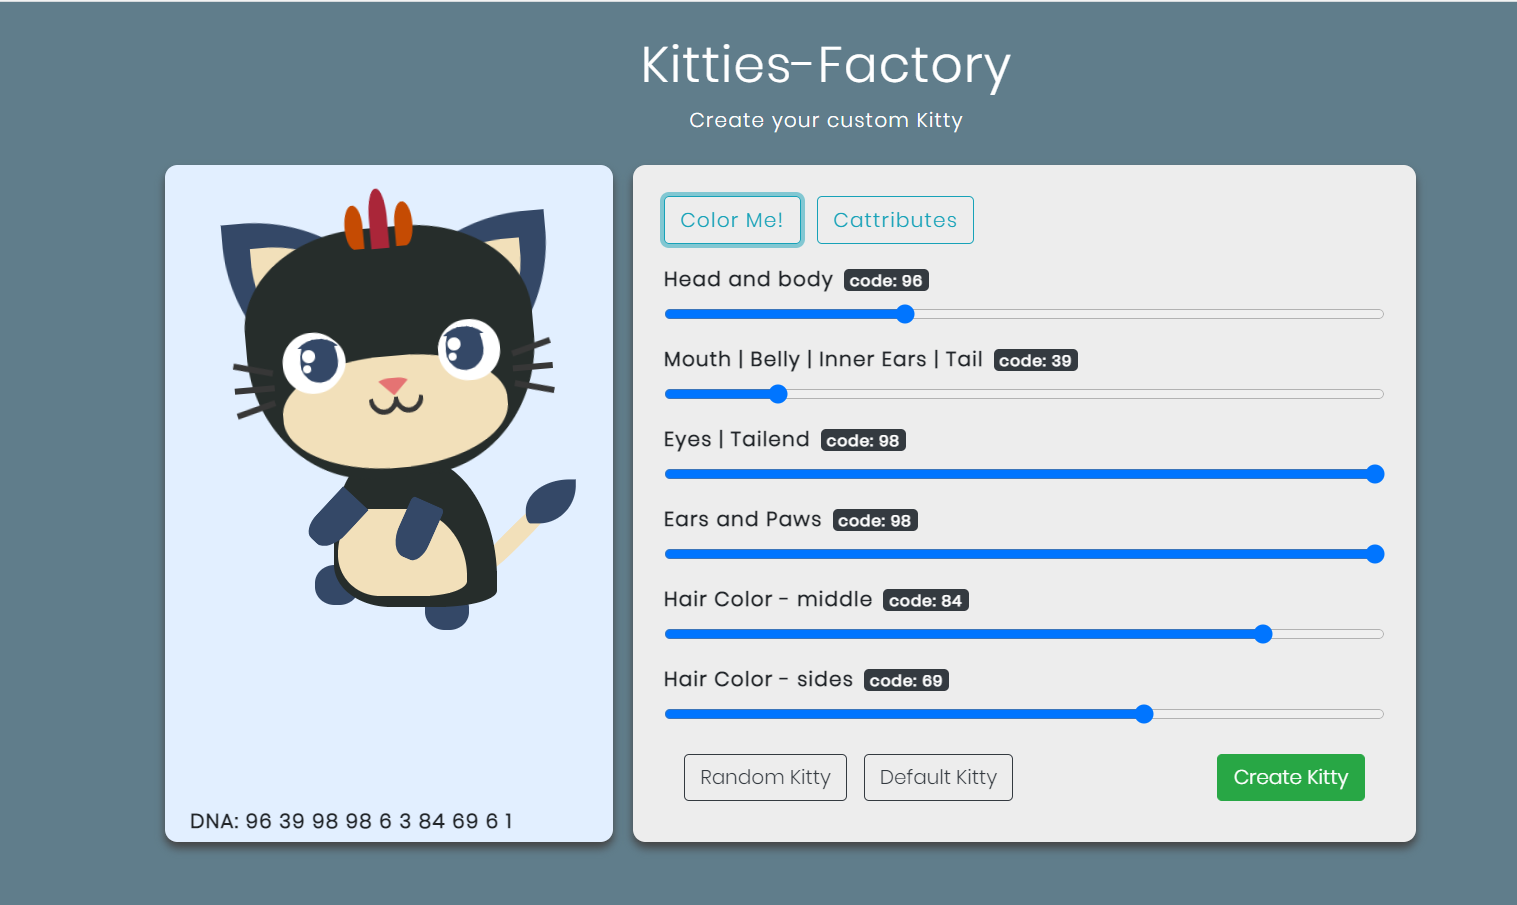 Kitties-Factory
Create your custom Kitty
DNA: 96 39 98 98 6 3 84 69 6 1
Color Me!
Cattributes
Head and body code: 96
Mouth | Belly | Inner Ears | Tail code: 39
Eyes | Tailend code: 98
Ears and Paws code: 98
Hair Color - middle code: 84
Hair Color - sides code: 69
Random Kitty
Default Kitty
Create Kitty